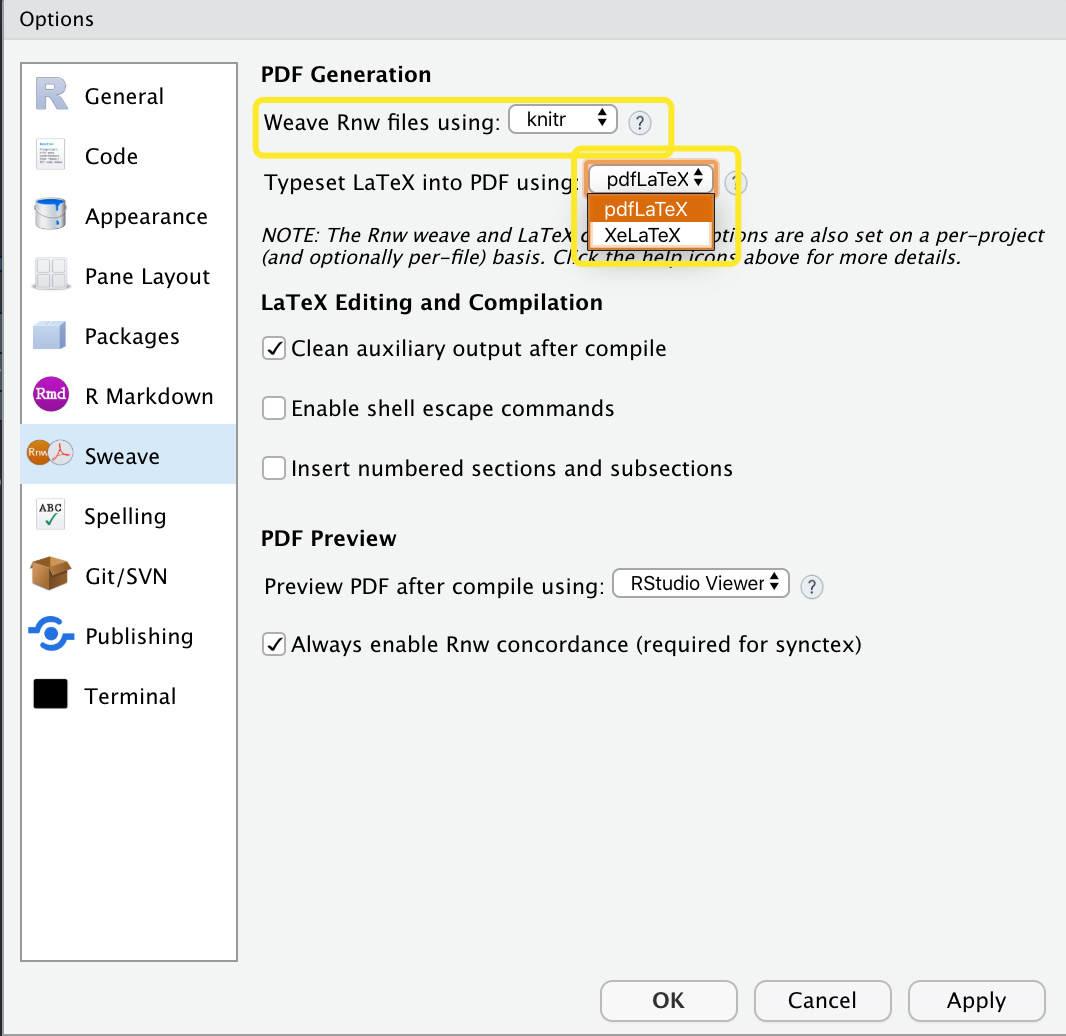 Options
General
Code
Appearance
Pane Layout
Packages
Rmd R Markdown
Rnw Sweave
ABC Spelling
Git/SVN
Publishing
Terminal
PDF Generation
Weave Rnw files using: knitr ?
Typeset LaTeX into PDF using: pdfLaTeX ?
pdfLaTeX
XeLaTeX
NOTE: The Rnw weave and LaTeX options are also set on a per-project
(and optionally per-file) basis. Click the help icons above for more details.
LaTeX Editing and Compilation
Clean auxiliary output after compile
Enable shell escape commands
Insert numbered sections and subsections
PDF Preview
Preview PDF after compile using: RStudio Viewer ?
Always enable Rnw concordance (required for synctex)
OK Cancel Apply